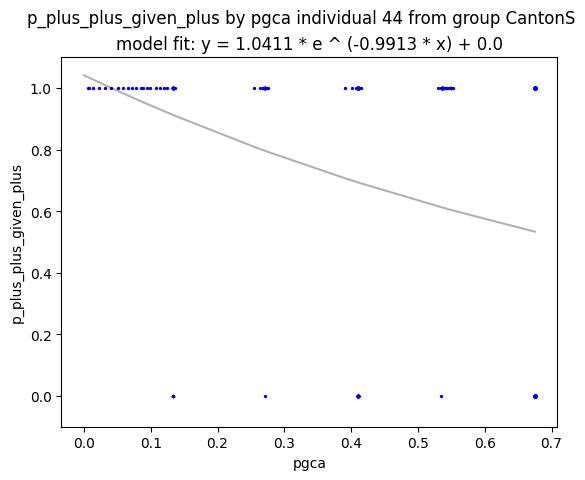 p_plus_plus_given_plus by pgca individual 44 from group CantonS
model fit: y = 1.0411 * e ^ (-0.9913 * x) + 0.0
1.0
0.8
0.6
0.4
0.2
0.0
p_plus_plus_given_plus
0.0 0.1 0.2 0.3 0.4 0.5 0.6 0.7
pgca